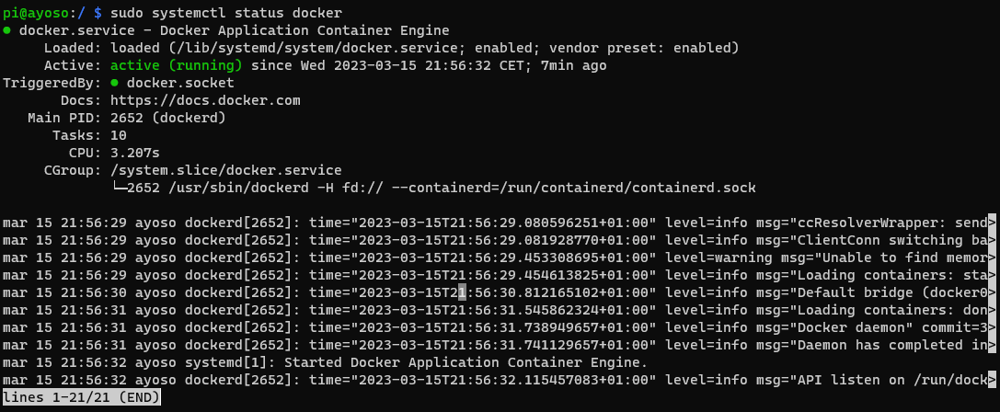 pi@ayoso:/ $ sudo systemctl status docker
● docker.service - Docker Application Container Engine
Loaded: loaded (/lib/systemd/system/docker.service; enabled; vendor preset: enabled)
Active: active (running) since Wed 2023-03-15 21:56:32 CET; 7min ago
TriggeredBy: ● docker.socket
Docs: https://docs.docker.com
Main PID: 2652 (dockerd)
Tasks: 10
CPU: 3.207s
CGroup: /system.slice/docker.service
└─2652 /usr/sbin/dockerd -H fd:// --containerd=/run/containerd/containerd.sock
mar 15 21:56:29 ayoso dockerd[2652]: time="2023-03-15T21:56:29.080596251+01:00" level=info msg="ccResolverWrapper: send>
mar 15 21:56:29 ayoso dockerd[2652]: time="2023-03-15T21:56:29.081928770+01:00" level=info msg="ClientConn switching ba>
mar 15 21:56:29 ayoso dockerd[2652]: time="2023-03-15T21:56:29.453308695+01:00" level=warning msg="Unable to find memor>
mar 15 21:56:29 ayoso dockerd[2652]: time="2023-03-15T21:56:29.454613825+01:00" level=info msg="Loading containers: sta>
mar 15 21:56:30 ayoso dockerd[2652]: time="2023-03-15T21:56:30.812165102+01:00" level=info msg="Default bridge (docker0>
mar 15 21:56:31 ayoso dockerd[2652]: time="2023-03-15T21:56:31.545862324+01:00" level=info msg="Loading containers: don>
mar 15 21:56:31 ayoso dockerd[2652]: time="2023-03-15T21:56:31.738949657+01:00" level=info msg="Docker daemon" commit=3>
mar 15 21:56:31 ayoso dockerd[2652]: time="2023-03-15T21:56:31.741129657+01:00" level=info msg="Daemon has completed in>
mar 15 21:56:32 ayoso systemd[1]: Started Docker Application Container Engine.
mar 15 21:56:32 ayoso dockerd[2652]: time="2023-03-15T21:56:32.115457083+01:00" level=info msg="API listen on /run/dock>
lines 1-21/21 (END)